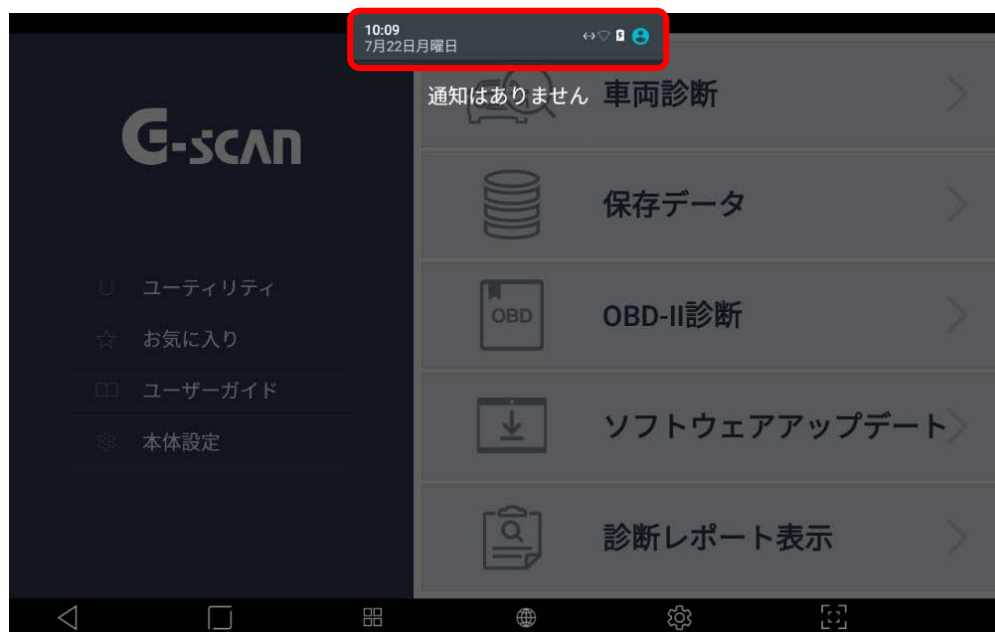 10:09
7月22日月曜日
通知はありません
車両診断
G-SCAN
保存データ
U ユーティリティ
OBD
OBD-II診断
お気に入り
ユーザーガイド
ソフトウェアアップデート
本体設定
診断レポート表示